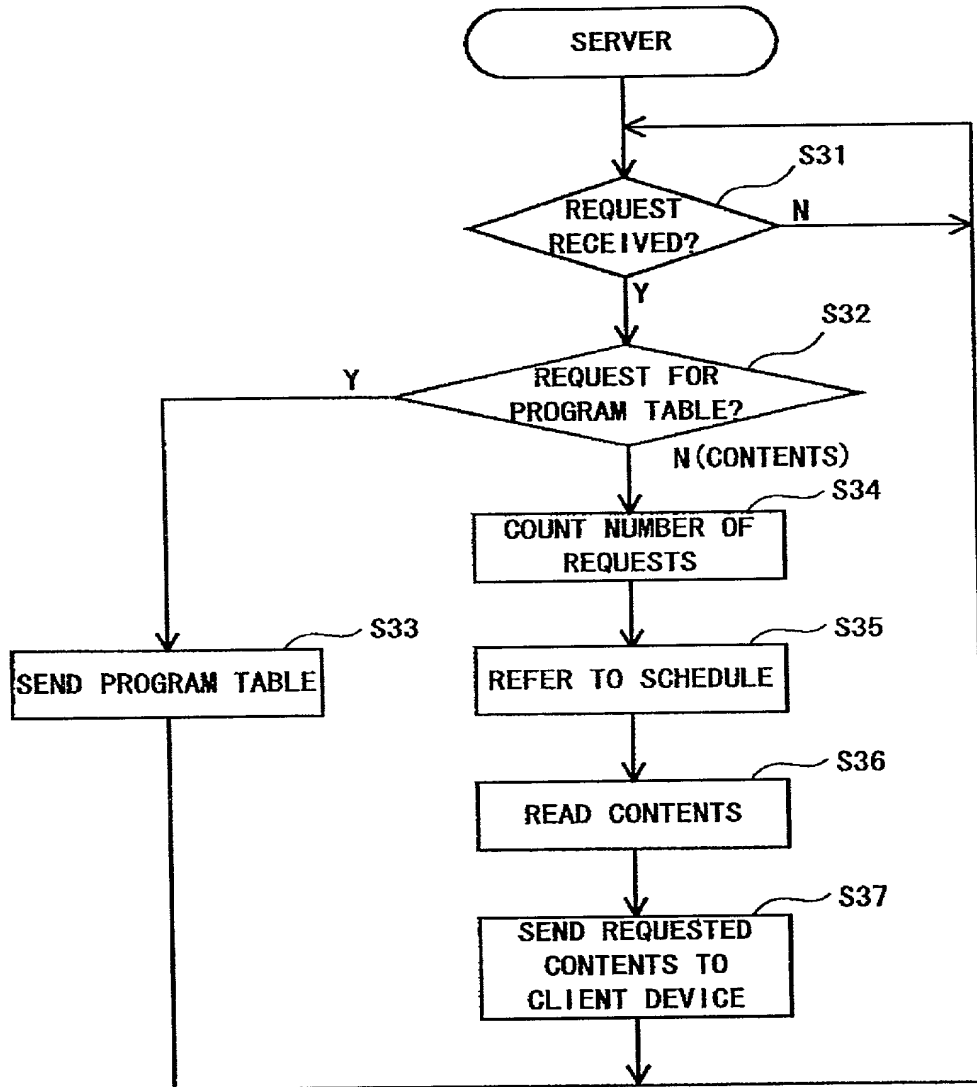 SERVER
S31
REQUEST
RECEIVED?
N
Y
S32
REQUEST FOR
PROGRAM TABLE?
Y
N(CONTENTS)
S34
COUNT NUMBER OF
REQUESTS
S33
SEND PROGRAM TABLE
S35
REFER TO SCHEDULE
S36
READ CONTENTS
S37
SEND REQUESTED
CONTENTS TO
CLIENT DEVICE